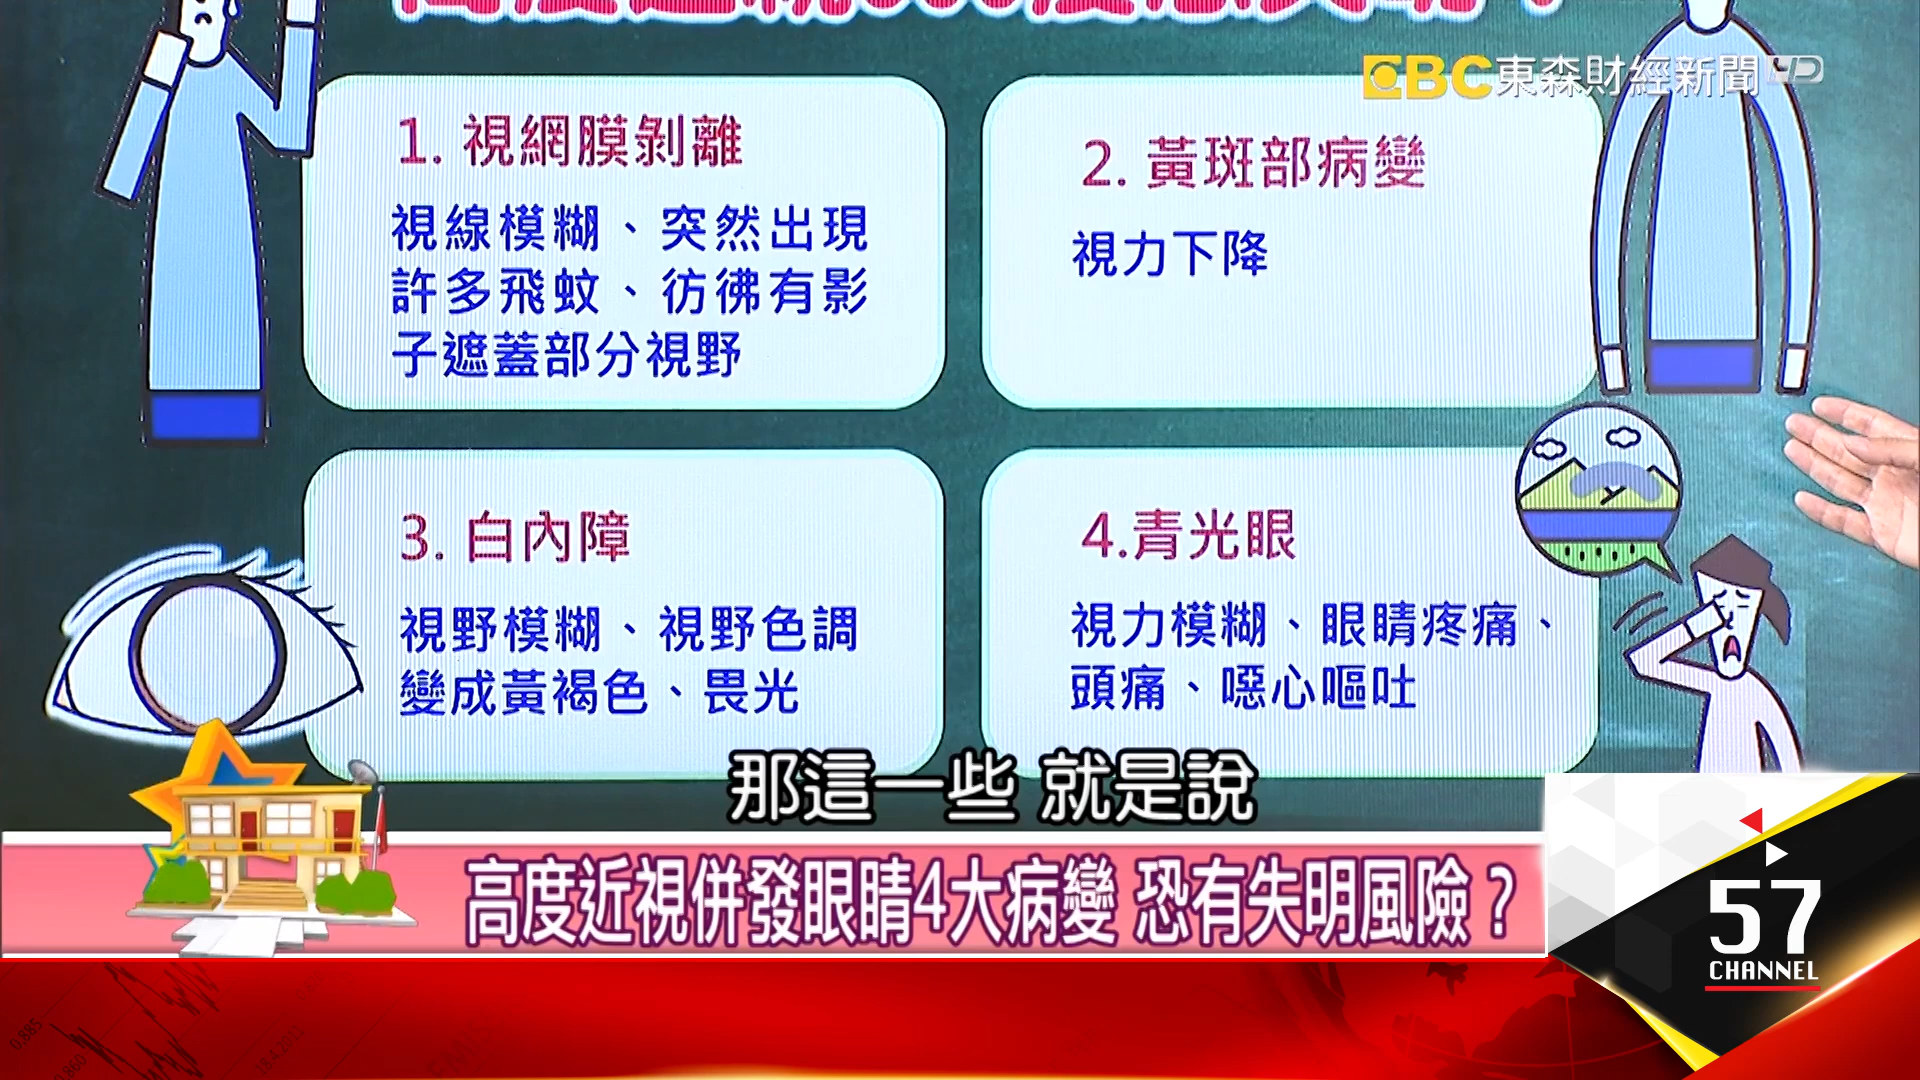 EBC東森財經新聞HD
1. 視網膜剝離
視線模糊、突然出現
許多飛蚊、彷彿有影
子遮蓋部分視野
2. 黃斑部病變
視力下降
3. 白內障
視野模糊、視野色調
變成黃褐色、畏光
4.青光眼
視力模糊、眼睛疼痛、
頭痛、噁心嘔吐
那這一些 就是說
高度近視併發眼睛4大病變 恐有失明風險？
57
CHANNEL